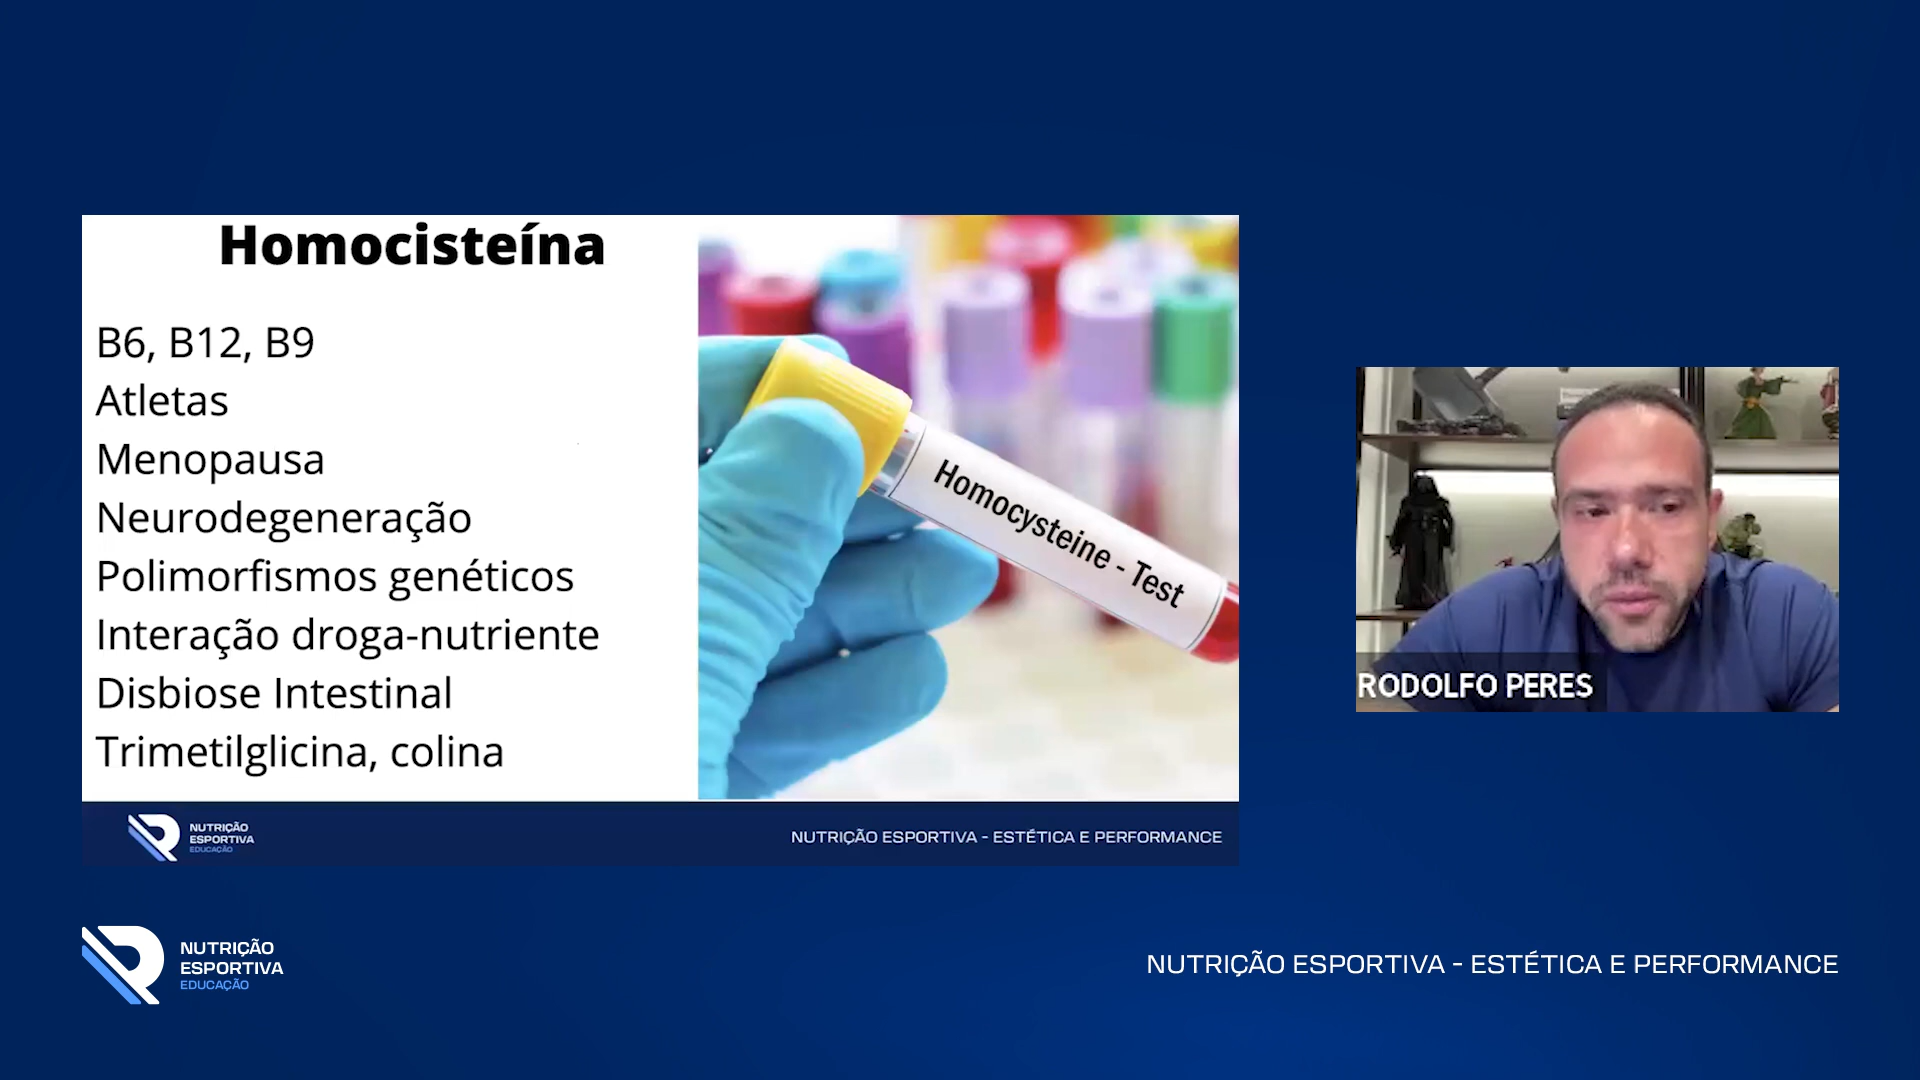 Homocisteína
B6, B12, B9
Atletas
Menopausa
Neurodegeneração
Polimorfismos genéticos
Interação droga-nutriente
Disbiose Intestinal
Trimetilglicina, colina
Homocysteine - Test
NUTRIÇÃO
ESPORTIVA
EDUCAÇÃO
NUTRIÇÃO ESPORTIVA - ESTÉTICA E PERFORMANCE
RODOLFO PERES
NUTRIÇÃO
ESPORTIVA
EDUCAÇÃO
NUTRIÇÃO ESPORTIVA - ESTÉTICA E PERFORMANCE